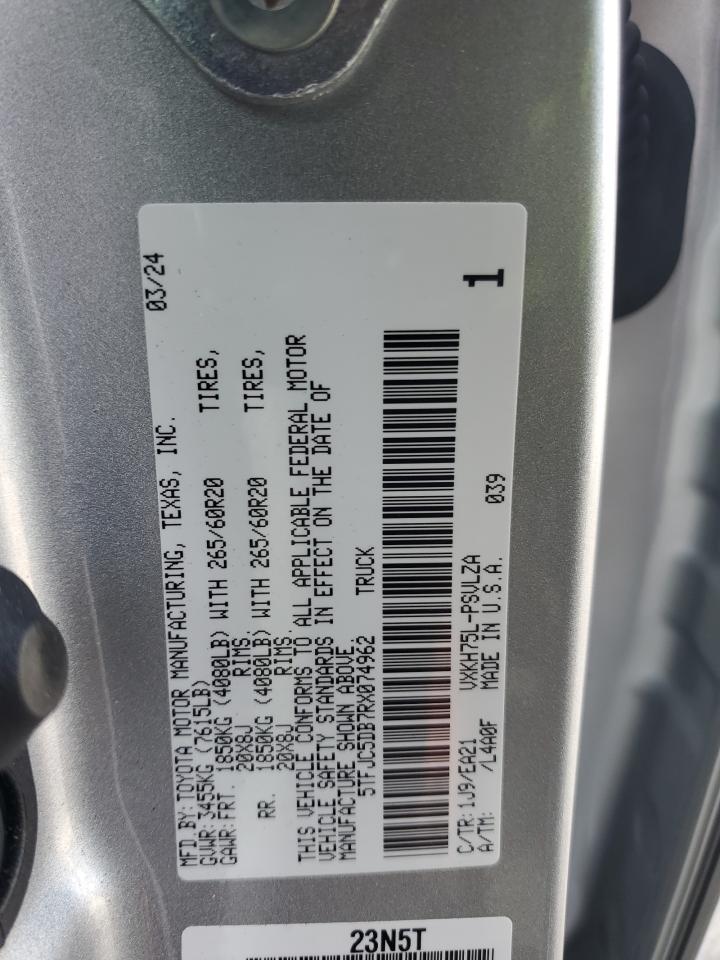 MFD. BY: TOYOTA MOTOR MANUFACTURING, TEXAS, INC. 03/24
GVWR: 3455KG (7615LB)
GAWR: FRT. 1850KG (4080LB) WITH 265/60R20 TIRES,
20X8J RIMS.
RR. 1850KG (4080LB) WITH 265/60R20 TIRES,
20X8J RIMS.
THIS VEHICLE CONFORMS TO ALL APPLICABLE FEDERAL MOTOR
VEHICLE SAFETY STANDARDS IN EFFECT ON THE DATE OF
MANUFACTURE SHOWN ABOVE.
5TFJC5DB7RX074962 TRUCK
1
C/TR: 1J9/EA21 VXKH75L-PSVLZA 039
A/TM: /L4A0F MADE IN U.S.A.
23N5T